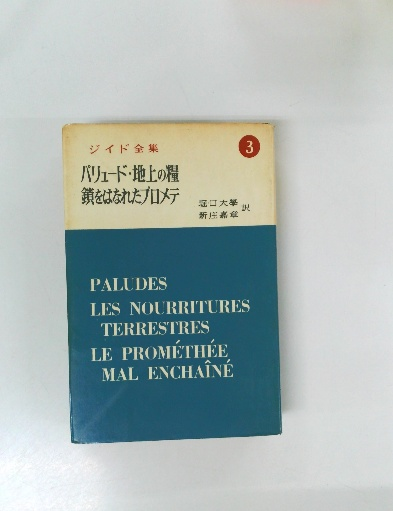 ジイド全集
3
パリュード・地上の糧
鎖をはなれたプロメテ
堀口大學
新庄嘉章
訳
PALUDES
LES NOURRITURES
TERRESTRES
LE PROMÉTHÉE
MAL ENCHAÎNÉ